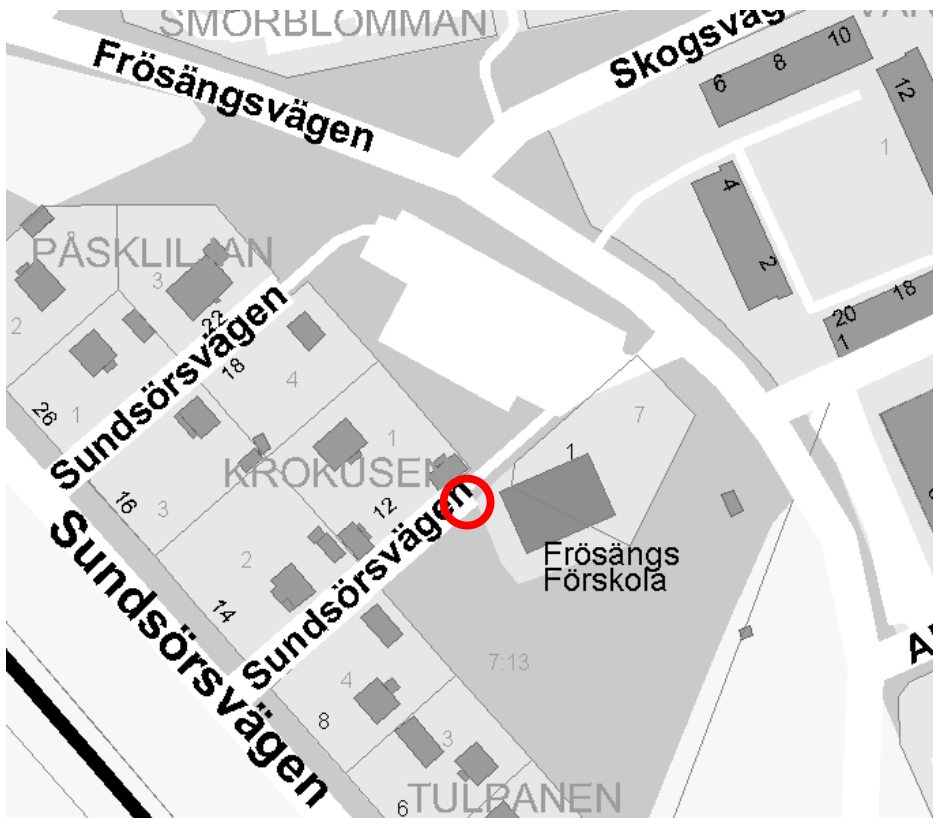 SMÖRBLOMMAN
Frösängsvägen
Skogsväg
6
8
10
12
1
4
2
18
20
1
PÅSKLILJAN
3
2
22
Sundsörsvägen
18
4
1
26
7
1
KROKUSEN
1
12
16
3
Sundsörsvägen
Frösängs
Förskola
2
14
Sundsörsvägen
7:13
4
8
3
TULPANEN
6